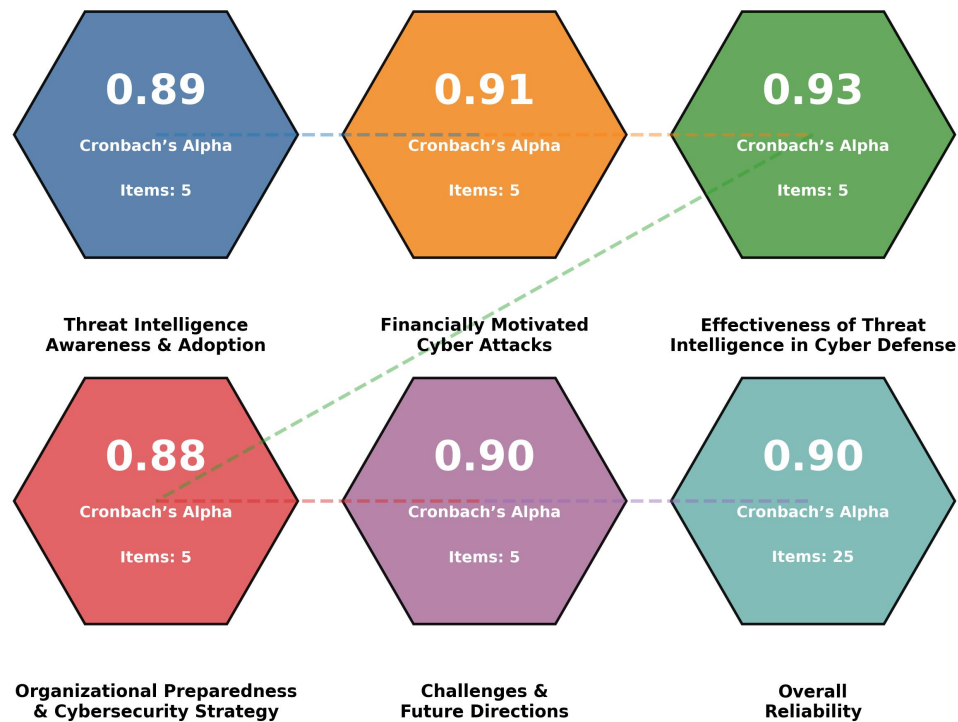 0.89
Cronbach’s Alpha
Items: 5
0.91
Cronbach’s Alpha
Items: 5
0.93
Cronbach’s Alpha
Items: 5
Threat Intelligence
Awareness & Adoption
Financially Motivated
Cyber Attacks
Effectiveness of Threat
Intelligence in Cyber Defense
0.88
Cronbach’s Alpha
Items: 5
0.90
Cronbach’s Alpha
Items: 5
0.90
Cronbach’s Alpha
Items: 25
Organizational Preparedness
& Cybersecurity Strategy
Challenges &
Future Directions
Overall
Reliability